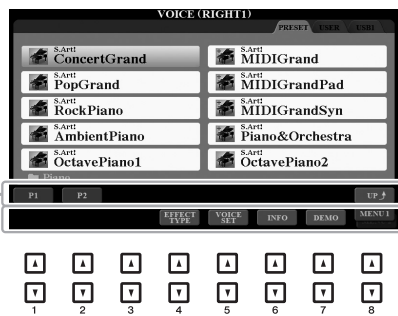 VOICE (RIGHT1)
PRESET USER USB1
S.Art!
ConcertGrand
S.Art!
MIDIGrand
S.Art!
PopGrand
S.Art!
MIDIGrandPad
S.Art!
RockPiano
S.Art!
MIDIGrandSyn
S.Art!
AmbientPiano
S.Art!
Piano&Orchestra
S.Art!
OctavePiano1
S.Art!
OctavePiano2
Piano
P1 P2 UP
EFFECT TYPE VOICE SET INFO DEMO MENU 1
1 2 3 4 5 6 7 8